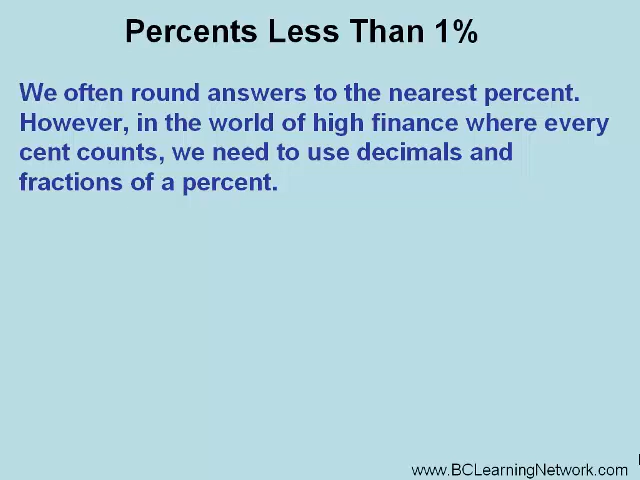 Percents Less Than 1%
We often round answers to the nearest percent.
However, in the world of high finance where every
cent counts, we need to use decimals and
fractions of a percent.
www.BCLearningNetwork.com